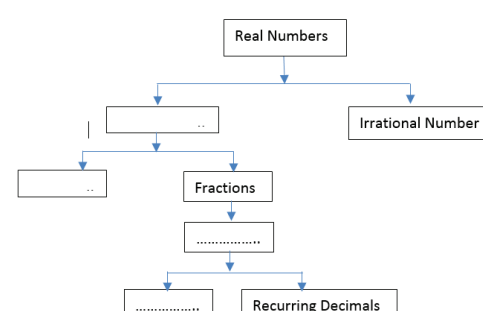 Real Numbers
..
Irrational Number
..
Fractions
……………..
……………..
Recurring Decimals